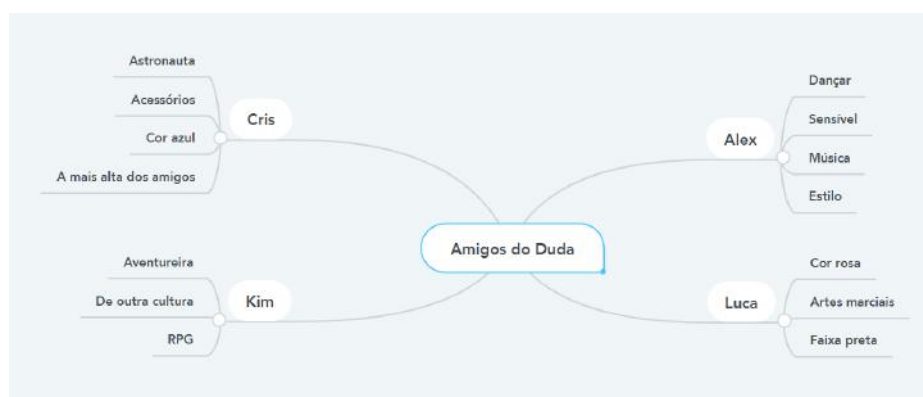 Astronauta
Acessórios
Cor azul
A mais alta dos amigos
Cris
Dançar
Sensível
Música
Estilo
Alex
Amigos do Duda
Aventureira
De outra cultura
RPG
Kim
Cor rosa
Artes marciais
Faixa preta
Luca